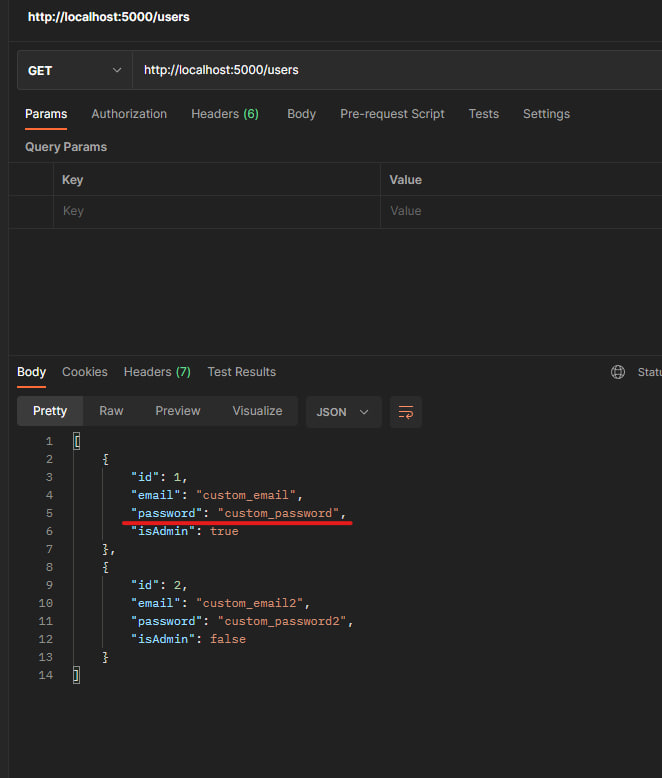 http://localhost:5000/users
GET http://localhost:5000/users
Params Authorization Headers (6) Body Pre-request Script Tests Settings
Query Params
Key Value
Key Value
Body Cookies Headers (7) Test Results
Pretty Raw Preview Visualize JSON
1 [
2 {
3 "id": 1,
4 "email": "custom_email",
5 "password": "custom_password",
6 "isAdmin": true
7 },
8 {
9 "id": 2,
10 "email": "custom_email2",
11 "password": "custom_password2",
12 "isAdmin": false
13 }
14 ]